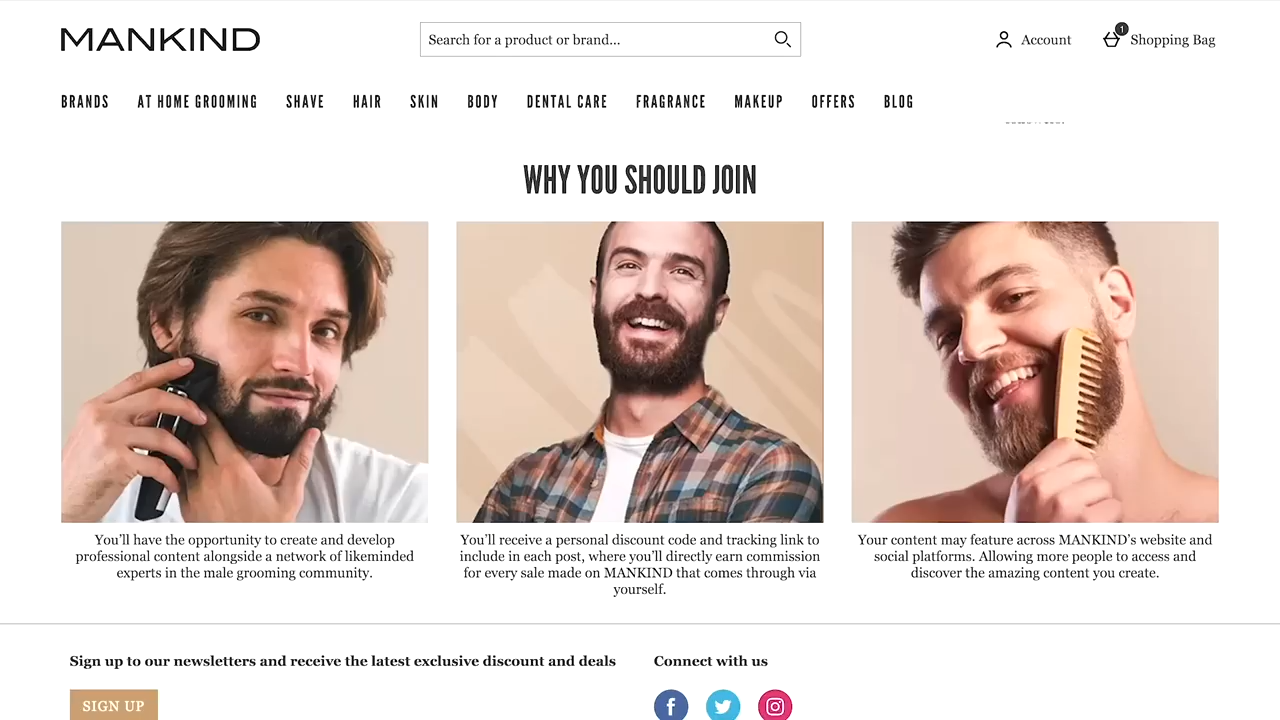 MANKIND
Search for a product or brand...
Account
1
Shopping Bag
BRANDS AT HOME GROOMING SHAVE HAIR SKIN BODY DENTAL CARE FRAGRANCE MAKEUP OFFERS BLOG
WHY YOU SHOULD JOIN
You'll have the opportunity to create and develop
professional content alongside a network of likeminded
experts in the male grooming community.
You'll receive a personal discount code and tracking link to
include in each post, where you'll directly earn commission
for every sale made on MANKIND that comes through via
yourself.
Your content may feature across MANKIND's website and
social platforms. Allowing more people to access and
discover the amazing content you create.
Sign up to our newsletters and receive the latest exclusive discount and deals
SIGN UP
Connect with us